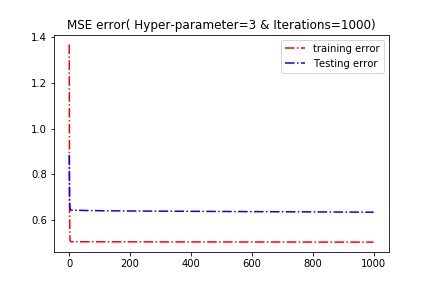 MSE error( Hyper-parameter=3 & Iterations=1000)
training error
Testing error
1.4
1.2
1.0
0.8
0.6
0 200 400 600 800 1000